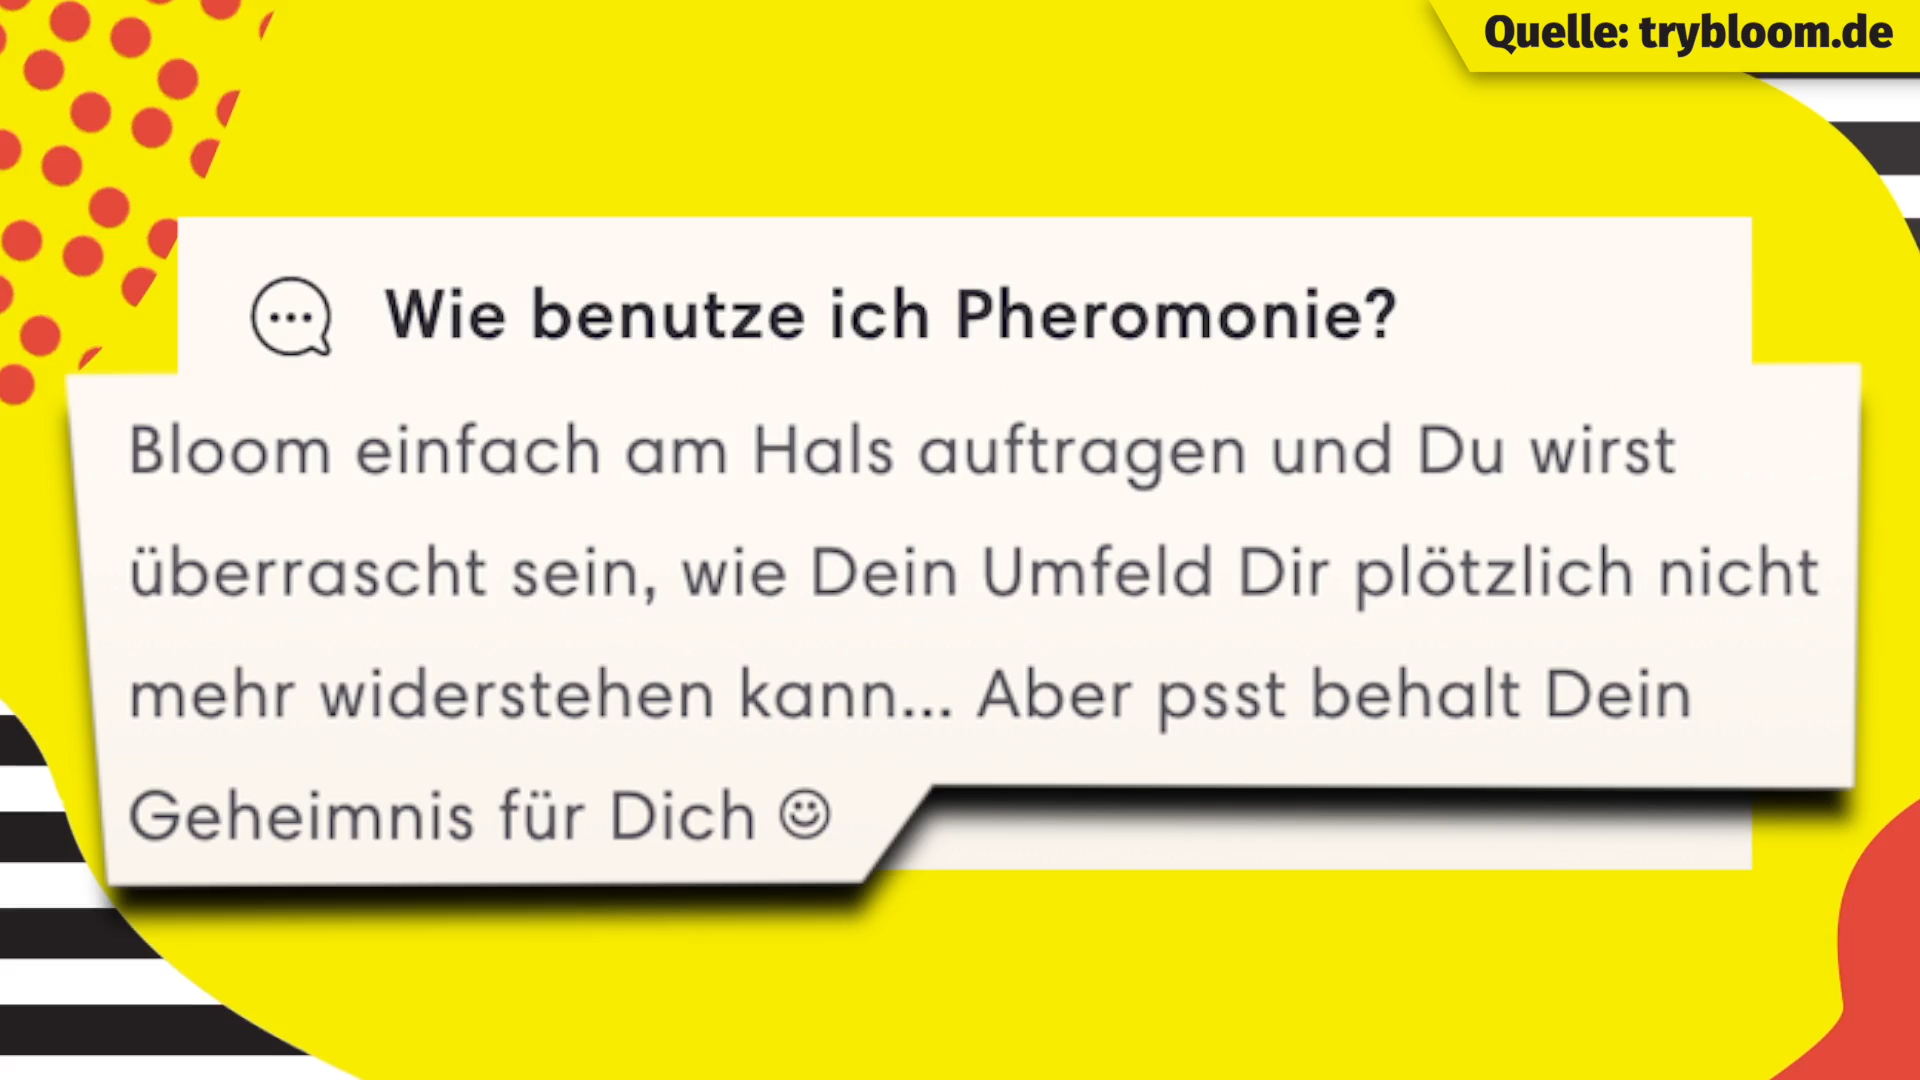 Quelle: trybloom.de
Wie benutze ich Pheromonie?
Bloom einfach am Hals auftragen und Du wirst
überrascht sein, wie Dein Umfeld Dir plötzlich nicht
mehr widerstehen kann... Aber psst behalt Dein
Geheimnis für Dich ☺